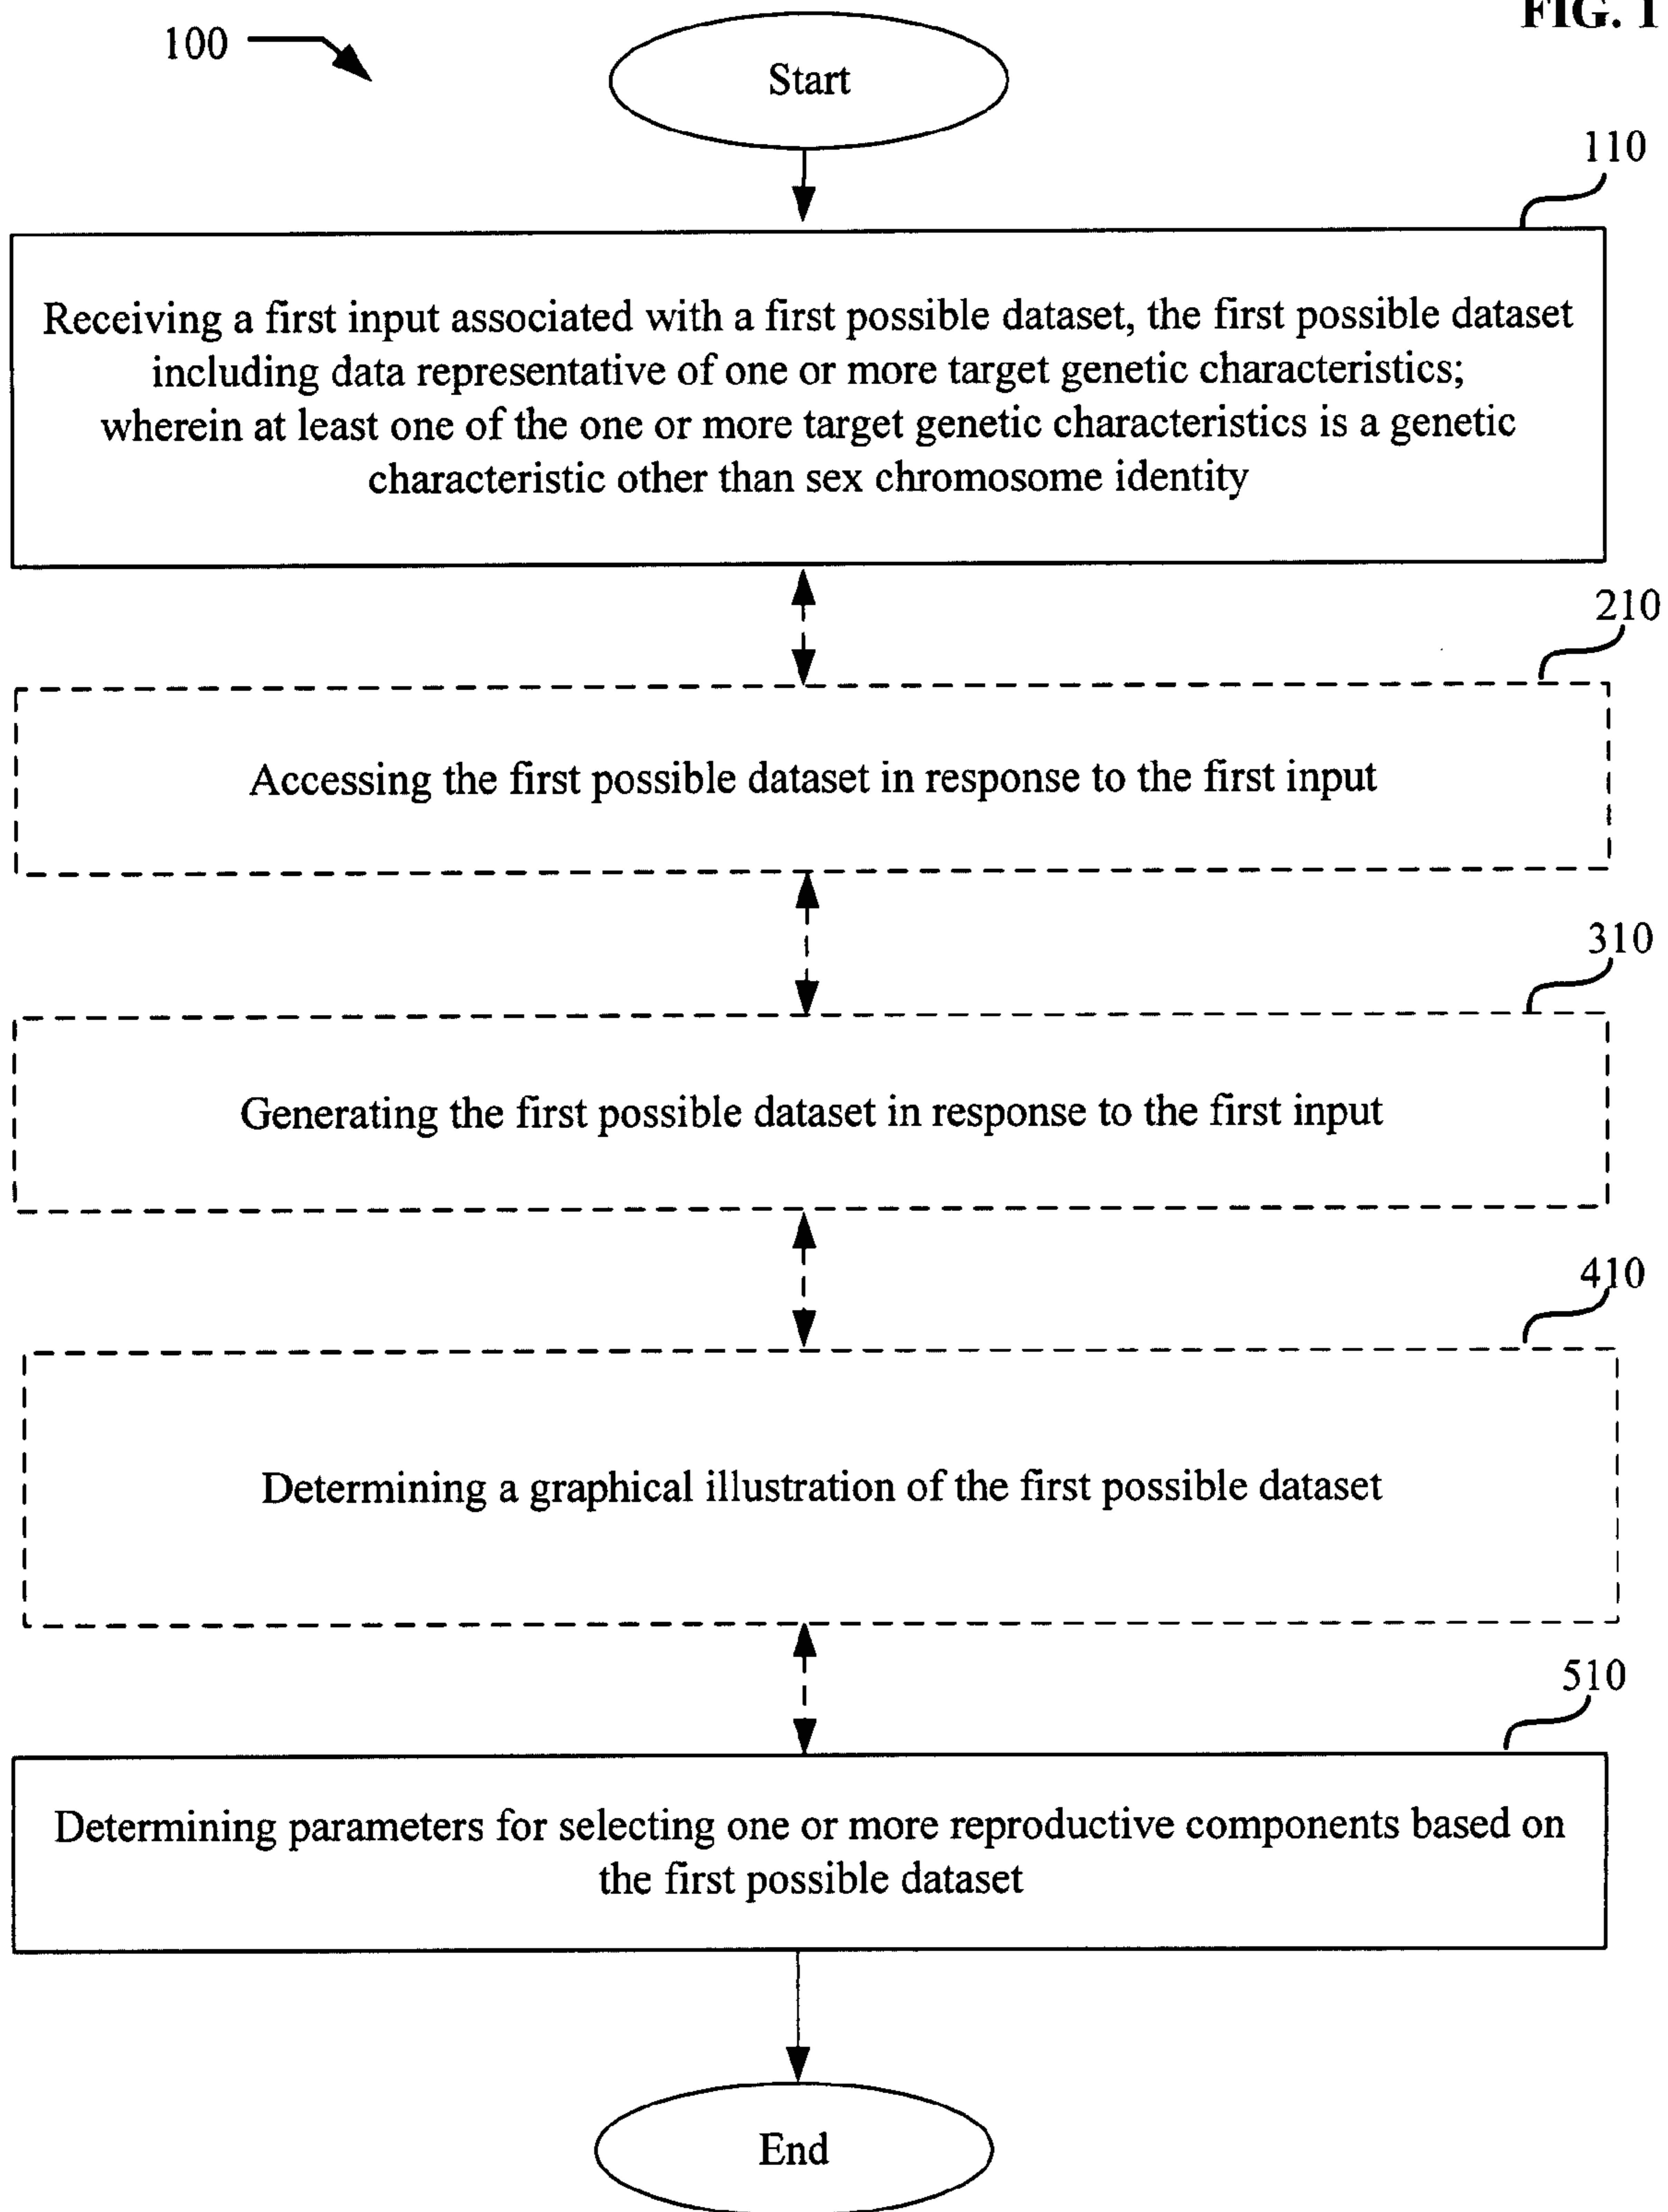 FIG. 1
100
Start
110
Receiving a first input associated with a first possible dataset, the first possible dataset
including data representative of one or more target genetic characteristics;
wherein at least one of the one or more target genetic characteristics is a genetic
characteristic other than sex chromosome identity
210
Accessing the first possible dataset in response to the first input
310
Generating the first possible dataset in response to the first input
410
Determining a graphical illustration of the first possible dataset
510
Determining parameters for selecting one or more reproductive components based on
the first possible dataset
End